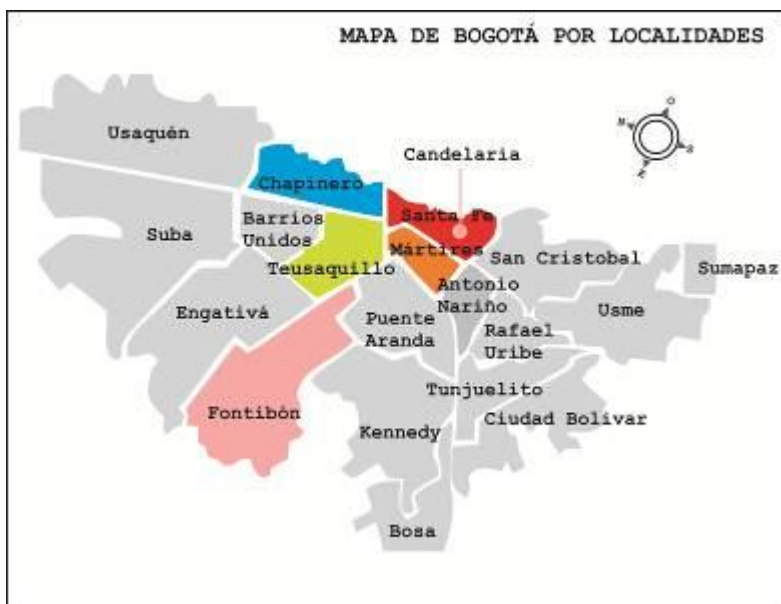 MAPA DE BOGOTÁ POR LOCALIDADES
O
N
S
E
Usaquén
Candelaria
Chapinero
Santa Fe
Barrios
Unidos
Suba
Mártires
San Cristobal
Sumapaz
Teusaquillo
Antonio
Nariño
Engativá
Puente
Aranda
Usme
Rafael
Uribe
Tunjuelito
Fontibón
Kennedy
Ciudad Bolívar
Bosa